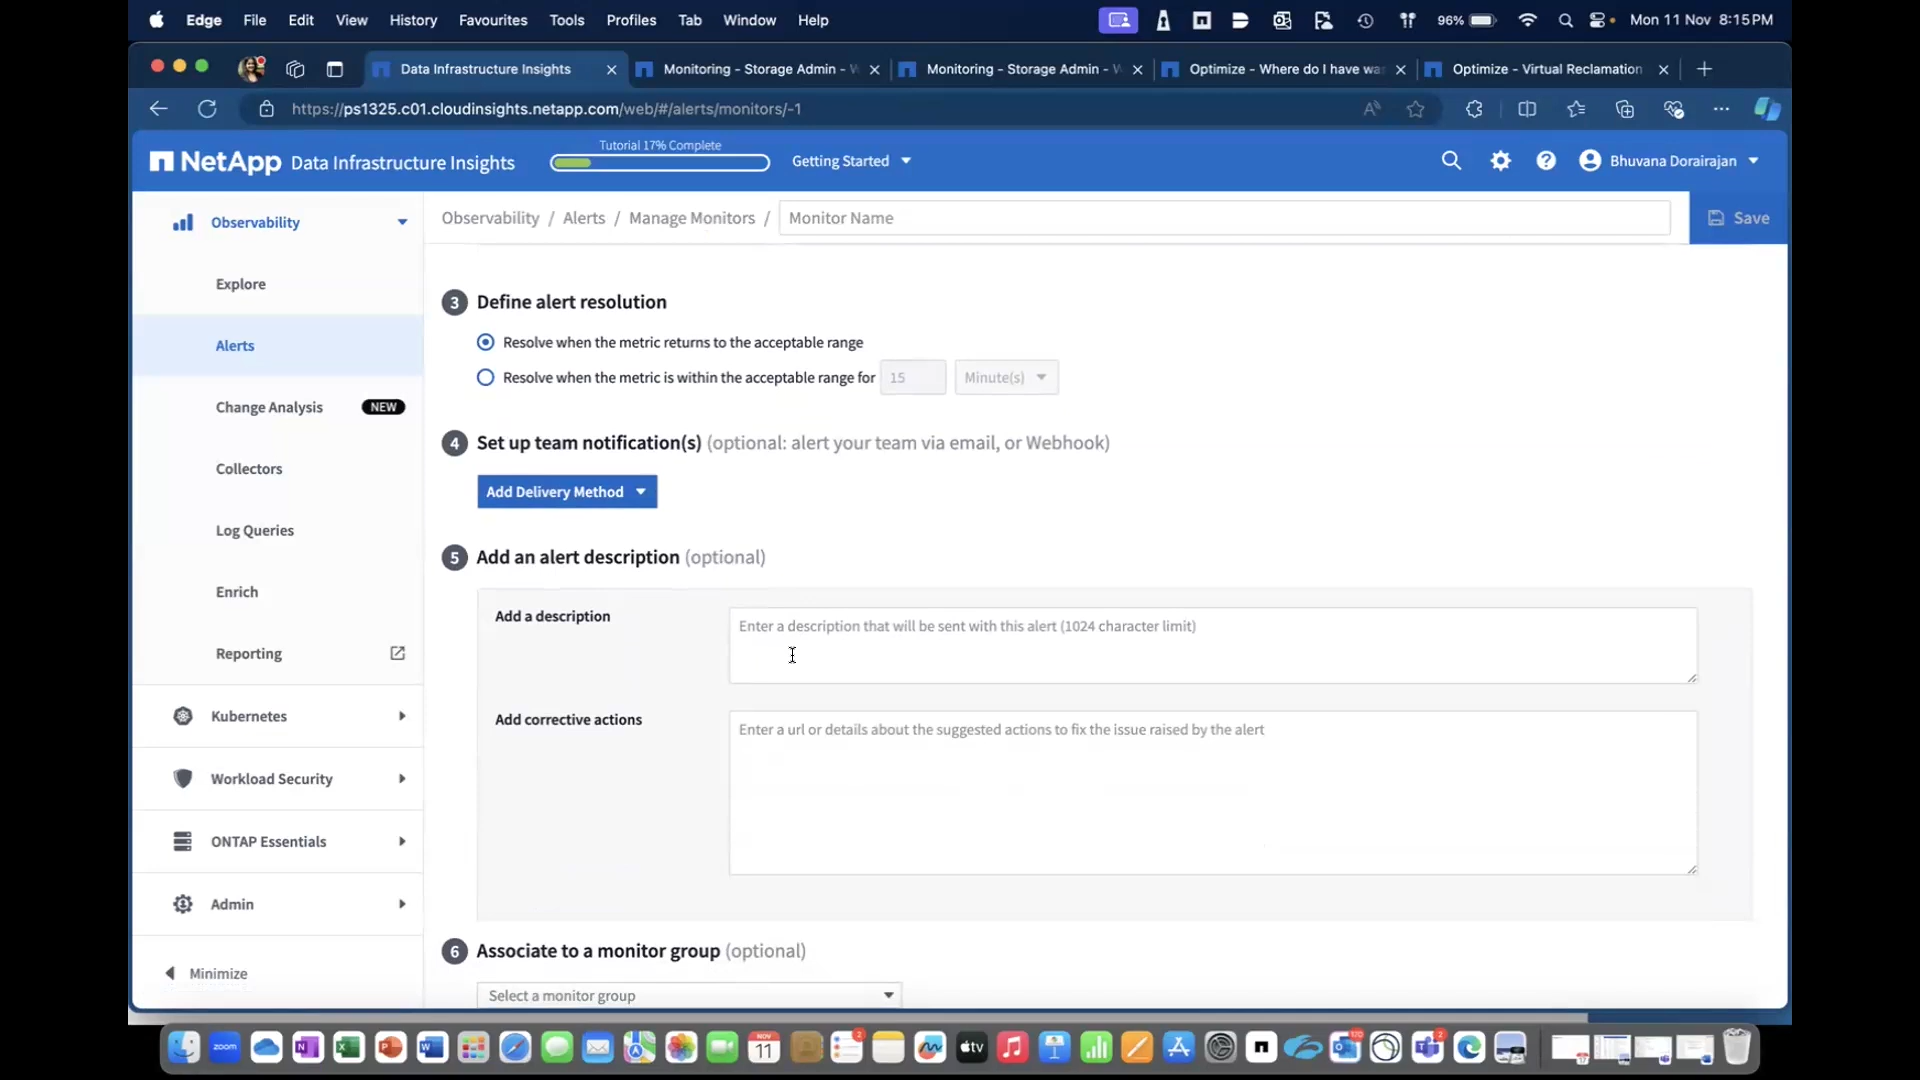 Edge File Edit View History Favourites Tools Profiles Tab Window Help 96% Mon 11 Nov 8:15PM
Data Infrastructure Insights Monitoring - Storage Admin - Monitoring - Storage Admin - Optimize - Where do I have wa Optimize - Virtual Reclamation
https://ps1325.c01.cloudinsights.netapp.com/web/#/alerts/monitors/-1
NetApp Data Infrastructure Insights Tutorial 17% Complete Getting Started Bhuvana Dorairajan
Observability / Alerts / Manage Monitors / Monitor Name Save
Observability
Explore
Alerts
Change Analysis NEW
Collectors
Log Queries
Enrich
Reporting
Kubernetes
Workload Security
ONTAP Essentials
Admin
Minimize
3 Define alert resolution
Resolve when the metric returns to the acceptable range
Resolve when the metric is within the acceptable range for 15 Minute(s)
4 Set up team notification(s) (optional: alert your team via email, or Webhook)
Add Delivery Method
5 Add an alert description (optional)
Add a description Enter a description that will be sent with this alert (1024 character limit)
Add corrective actions Enter a url or details about the suggested actions to fix the issue raised by the alert
6 Associate to a monitor group (optional)
Select a monitor group
zoom NOV 11 tv